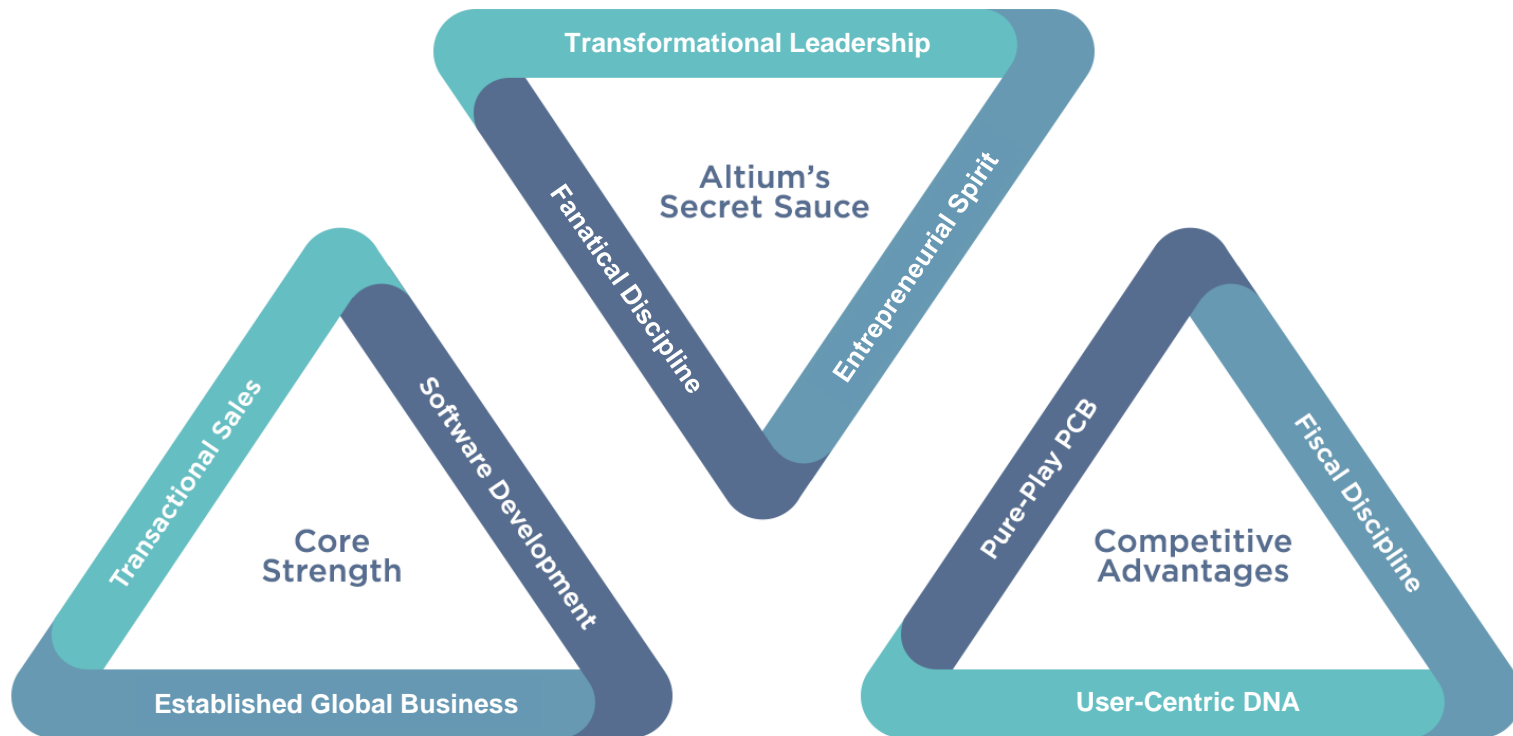 Transformational Leadership
Fanatical Discipline
Altium's
Secret Sauce
Entrepreneurial Spirit
Transactional Sales
Core
Strength
Software Development
Established Global Business
Pure-Play PCB
Competitive
Advantages
Fiscal Discipline
User-Centric DNA